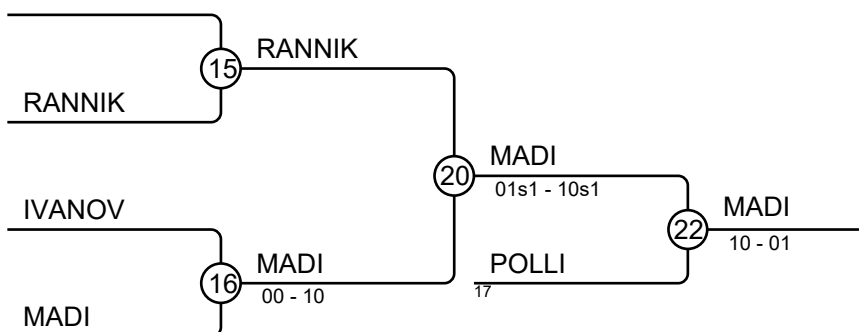 15
RANNIK
RANNIK
20
MADI
01s1 - 10s1
IVANOV
22
MADI
10 - 01
16
MADI
00 - 10
POLLI
17
MADI